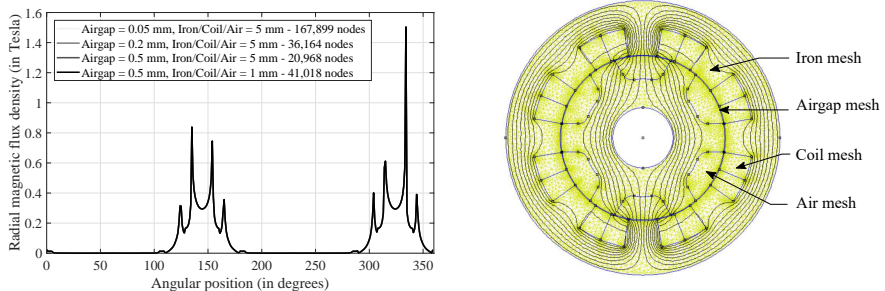 Radial magnetic flux density (in Tesla)
1.6
1.4
1.2
1
0.8
0.6
0.4
0.2
0
Airgap = 0.05 mm, Iron/Coil/Air = 5 mm - 167,899 nodes
Airgap = 0.2 mm, Iron/Coil/Air = 5 mm - 36,164 nodes
Airgap = 0.5 mm, Iron/Coil/Air = 5 mm - 20,968 nodes
Airgap = 0.5 mm, Iron/Coil/Air = 1 mm - 41,018 nodes
0 50 100 150 200 250 300 350
Angular position (in degrees)
Iron mesh
Airgap mesh
Coil mesh
Air mesh